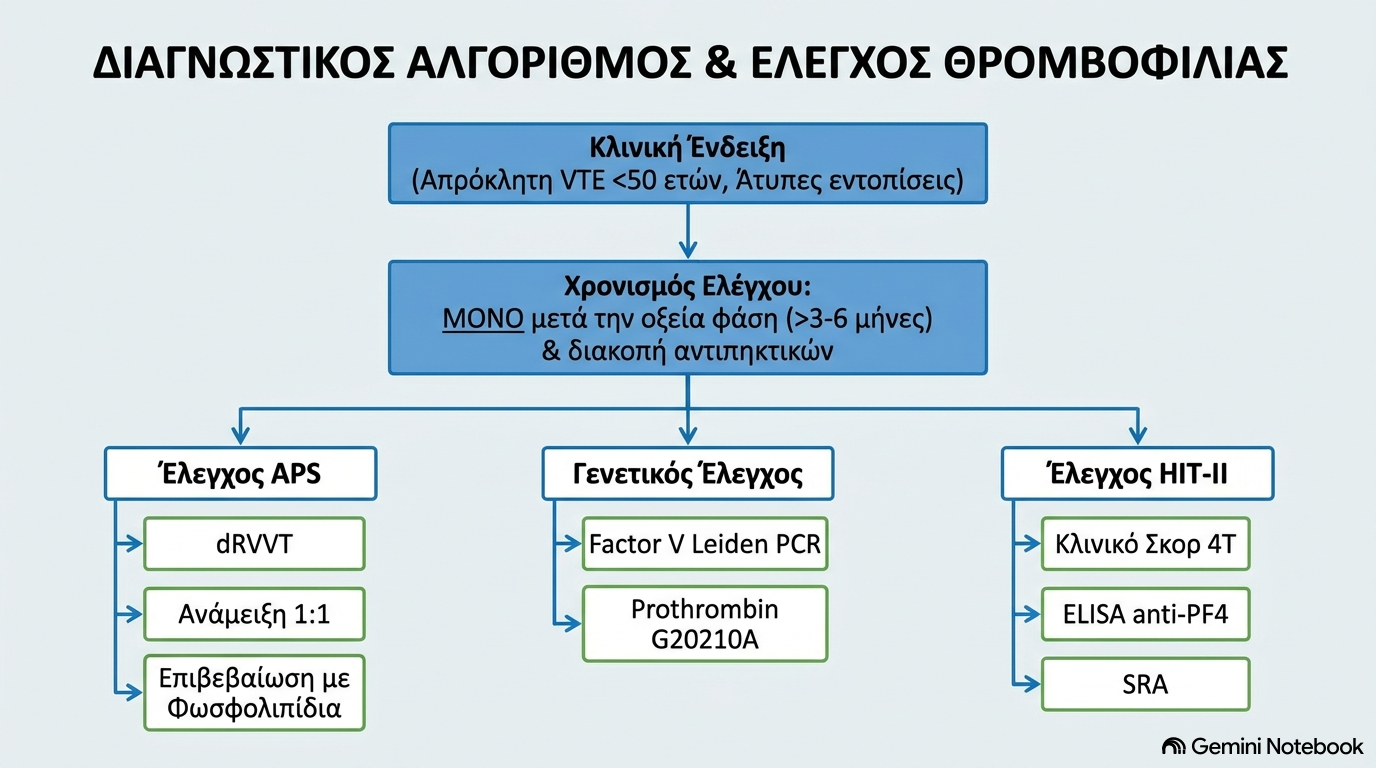 ΔΙΑΓΝΩΣΤΙΚΟΣ ΑΛΓΟΡΙΘΜΟΣ & ΕΛΕΓΧΟΣ ΘΡΟΜΒΟΦΙΛΙΑΣ
Κλινική Ένδειξη
(Απρόκλητη VTE <50 ετών, Άτυπες εντοπίσεις)
Χρονισμός Ελέγχου:
ΜΟΝΟ μετά την οξεία φάση (>3-6 μήνες)
& διακοπή αντιπηκτικών
Έλεγχος APS
dRVVT
Ανάμειξη 1:1
Επιβεβαίωση με
Φωσφολιπίδια
Γενετικός Έλεγχος
Factor V Leiden PCR
Prothrombin
G20210A
Έλεγχος HIT-II
Κλινικό Σκορ 4T
ELISA anti-PF4
SRA
Gemini Notebook